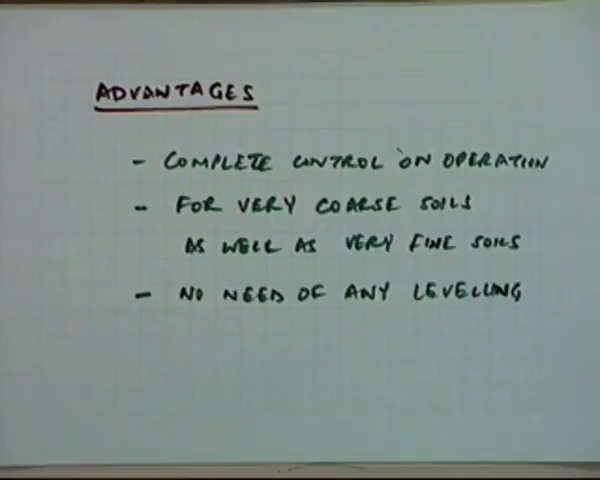 ADVANTAGES
- COMPLETE CONTROL ON OPERATION
- FOR VERY COARSE SOILS
AS WELL AS VERY FINE SOILS
- NO NEED OF ANY LEVELLING